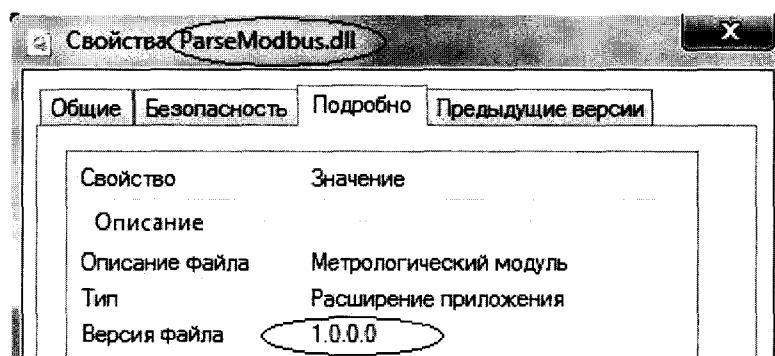 Свойства ParseModbus.dll
Общие Безопасность Подробно Предыдущие версии
Свойство Значение
Описание
Описание файла Метрологический модуль
Тип Расширение приложения
Версия файла 1.0.0.0